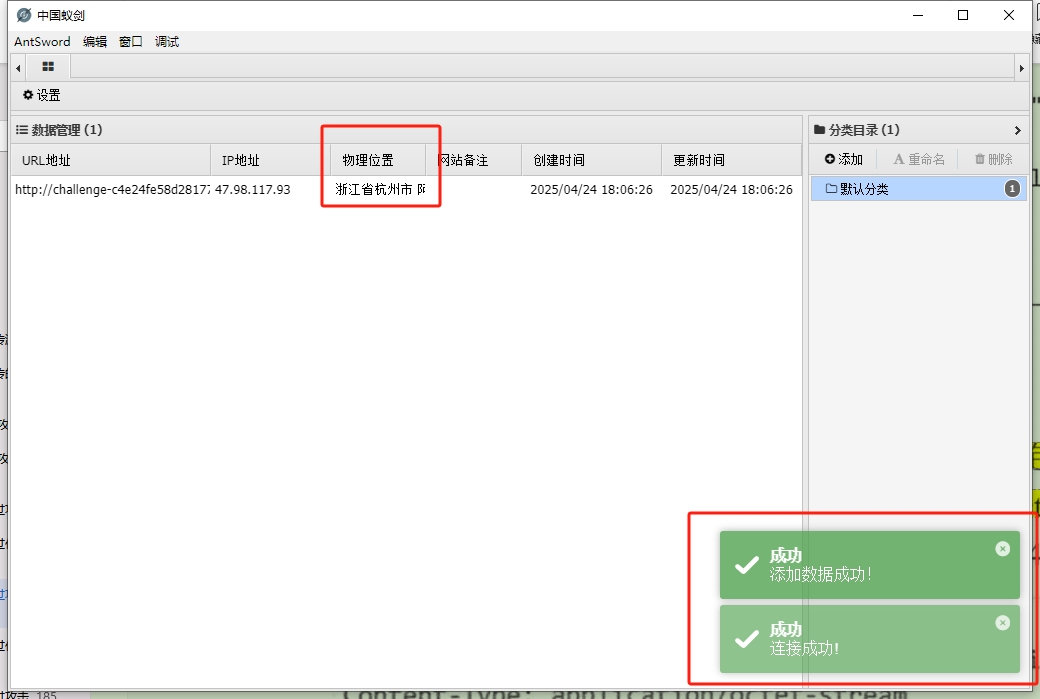 中国蚁剑
AntSword 编辑 窗口 调试
设置
数据管理 (1)
URL地址 IP地址 物理位置 网站备注 创建时间 更新时间
http://challenge-c4e24fe58d28177 47.98.117.93 浙江省杭州市 2025/04/24 18:06:26 2025/04/24 18:06:26
分类目录 (1)
添加 重命名 删除
默认分类 1
成功
添加数据成功！
成功
连接成功!
Content-Type: application/octet-stream